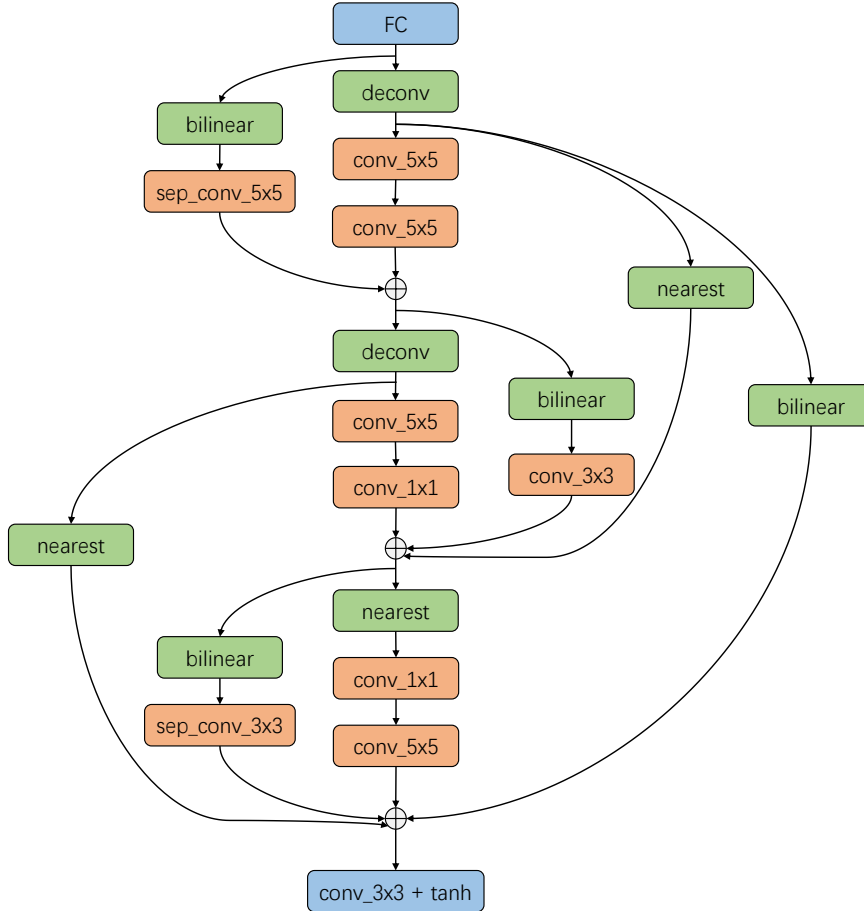 FC
deconv
bilinear
conv_5x5
sep_conv_5x5
conv_5x5
nearest
deconv
bilinear
bilinear
conv_5x5
conv_3x3
conv_1x1
nearest
nearest
bilinear
conv_1x1
sep_conv_3x3
conv_5x5
conv_3x3 + tanh